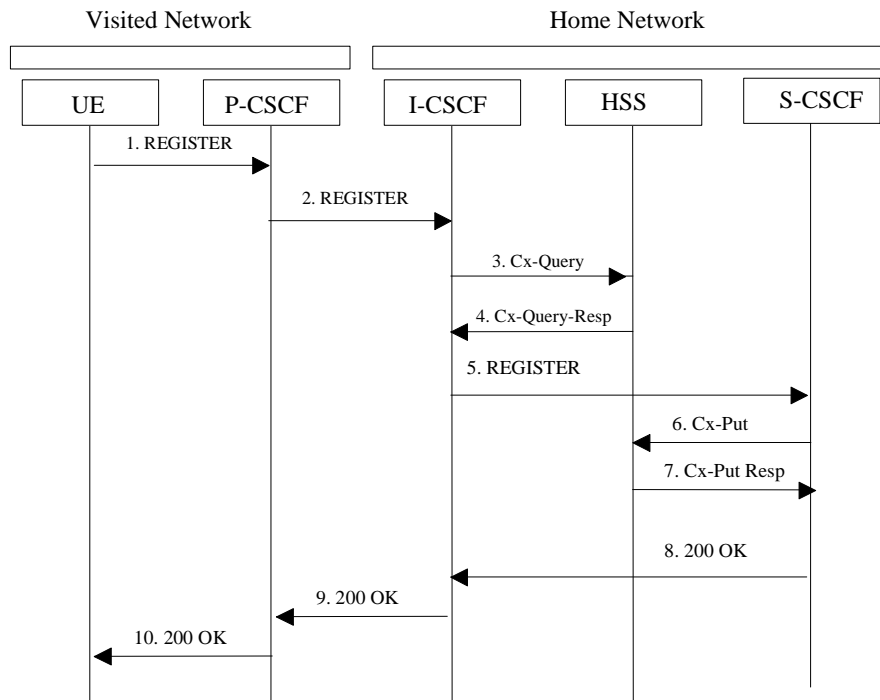 Visited Network
Home Network
UE
P-CSCF
I-CSCF
HSS
S-CSCF
1. REGISTER
2. REGISTER
3. Cx-Query
4. Cx-Query-Resp
5. REGISTER
6. Cx-Put
7. Cx-Put Resp
8. 200 OK
9. 200 OK
10. 200 OK